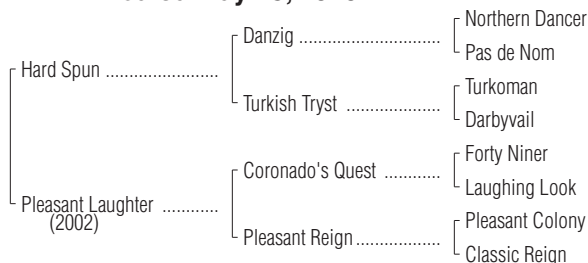 Northern Dancer
Danzig ..............................
Pas de Nom
Hard Spun ........................
Turkoman
Turkish Tryst ....................
Darbyvail
Forty Niner
Coronado's Quest ............
Laughing Look
Pleasant Laughter ............
(2002)
Pleasant Colony
Pleasant Reign ..................
Classic Reign